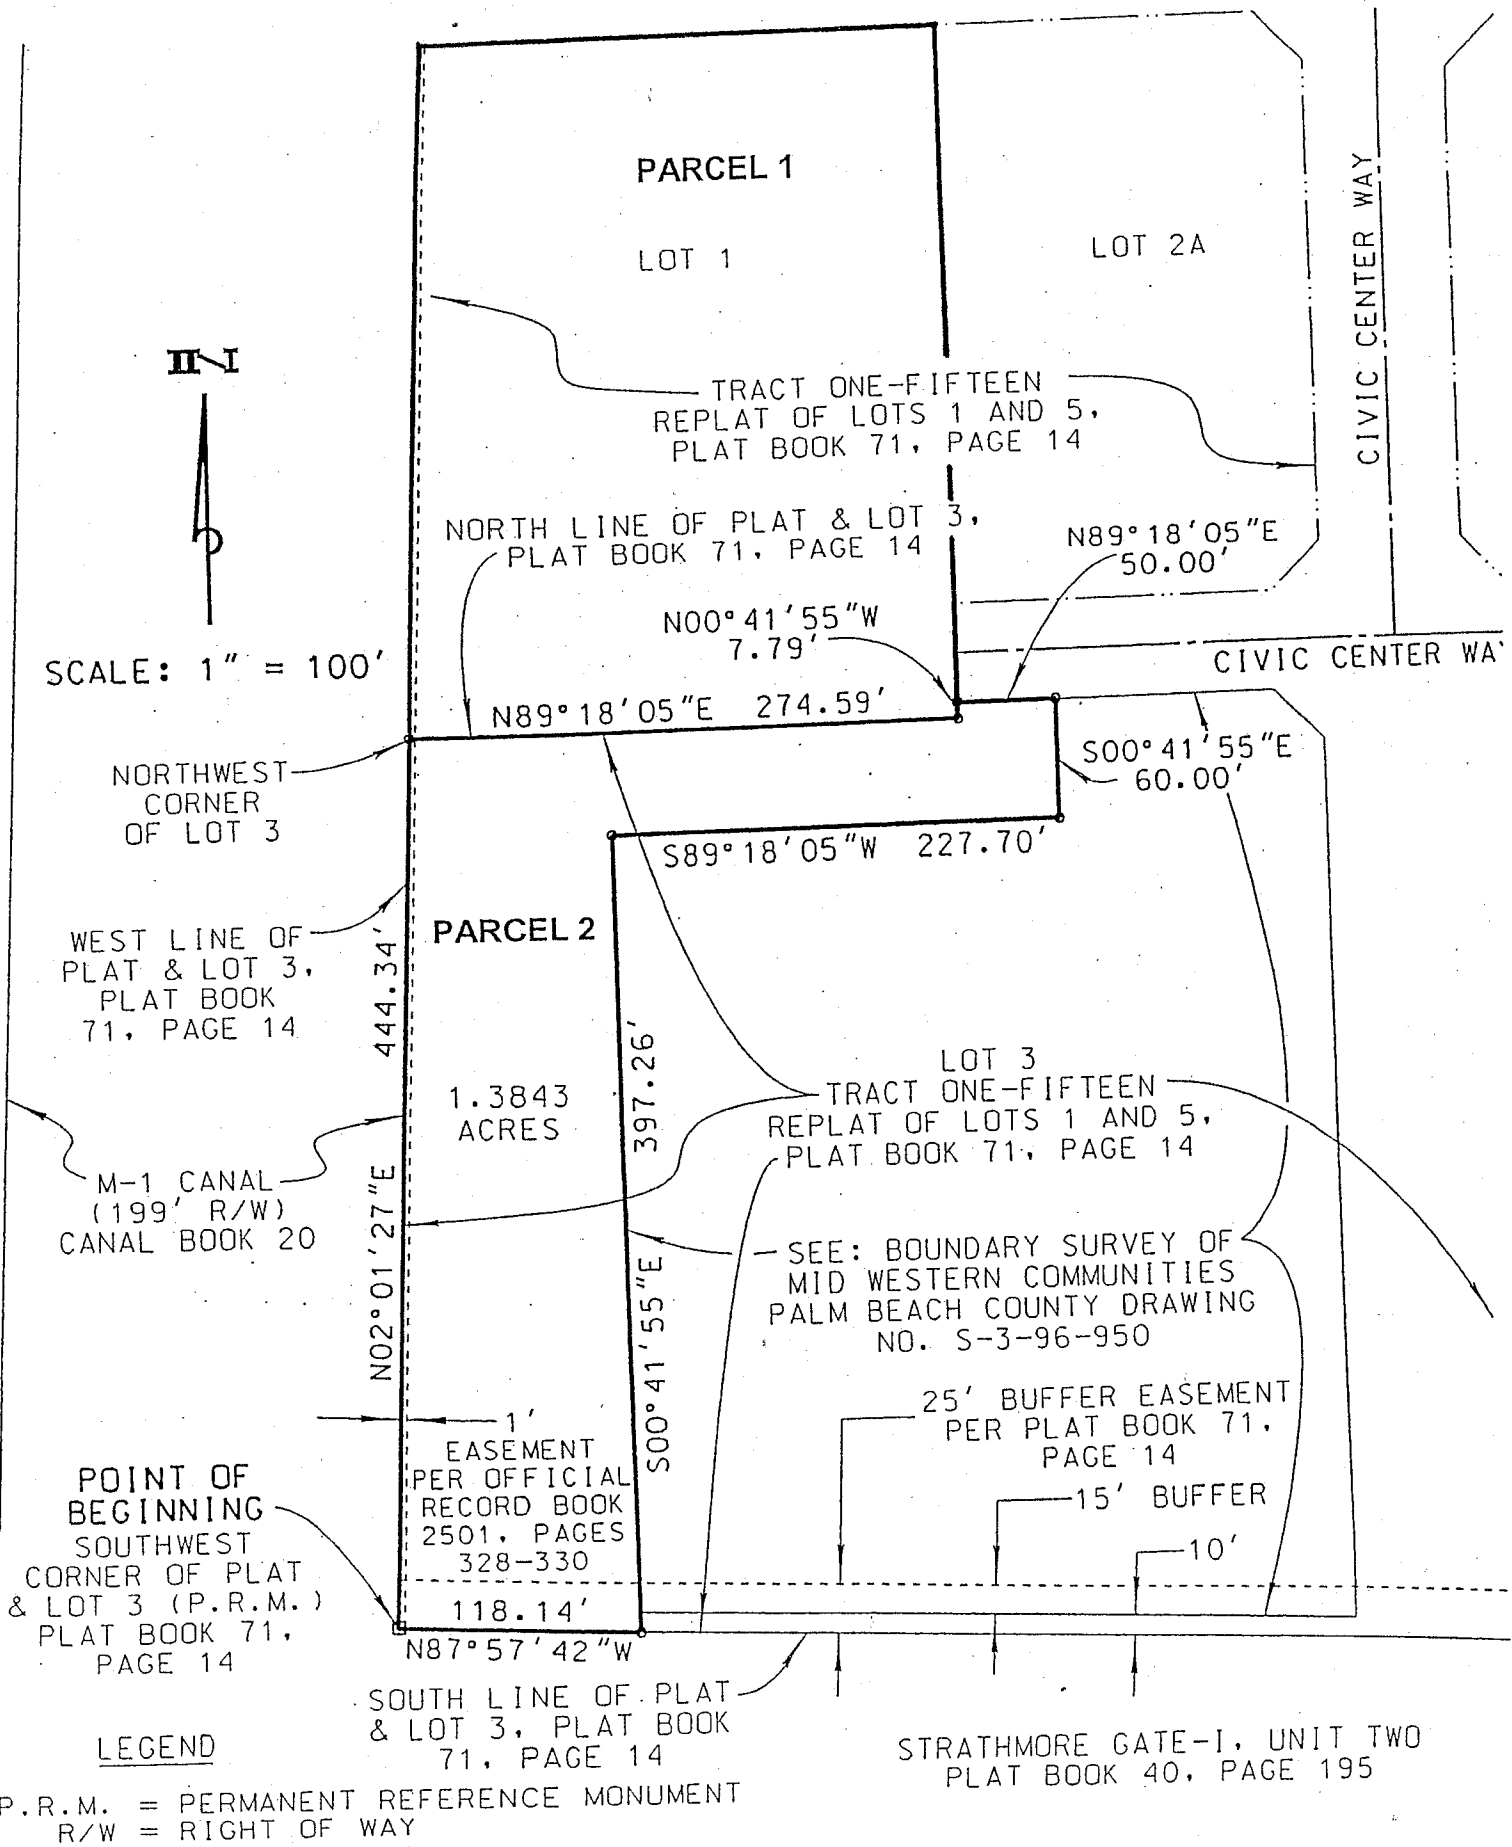 PARCEL 1
LOT 1
LOT 2A
CIVIC CENTER WAY
TRACT ONE-FIFTEEN
REPLAT OF LOTS 1 AND 5,
PLAT BOOK 71, PAGE 14
NORTH LINE OF PLAT & LOT 3,
PLAT BOOK 71, PAGE 14
N89°18'05"E
50.00'
N00°41'55"W
7.79'
SCALE: 1" = 100'
CIVIC CENTER WA
N89°18'05"E 274.59'
NORTHWEST
CORNER
OF LOT 3
S00°41'55"E
60.00'
S89°18'05"W 227.70'
PARCEL 2
WEST LINE OF
PLAT & LOT 3,
PLAT BOOK
71, PAGE 14
N02°01'27"E 444.34'
1.3843
ACRES
S00°41'55"E 397.26'
LOT 3
TRACT ONE-FIFTEEN
REPLAT OF LOTS 1 AND 5,
PLAT BOOK 71, PAGE 14
M-1 CANAL
(199' R/W)
CANAL BOOK 20
SEE: BOUNDARY SURVEY OF
MID WESTERN COMMUNITIES
PALM BEACH COUNTY DRAWING
NO. S-3-96-950
1'
EASEMENT
PER OFFICIAL
RECORD BOOK
2501, PAGES
328-330
25' BUFFER EASEMENT
PER PLAT BOOK 71,
PAGE 14
15' BUFFER
10'
POINT OF
BEGINNING
SOUTHWEST
CORNER OF PLAT
& LOT 3 (P.R.M.)
PLAT BOOK 71,
PAGE 14
118.14'
N87°57'42"W
SOUTH LINE OF PLAT
& LOT 3, PLAT BOOK
71, PAGE 14
STRATHMORE GATE-I, UNIT TWO
PLAT BOOK 40, PAGE 195
LEGEND
P.R.M. = PERMANENT REFERENCE MONUMENT
R/W = RIGHT OF WAY